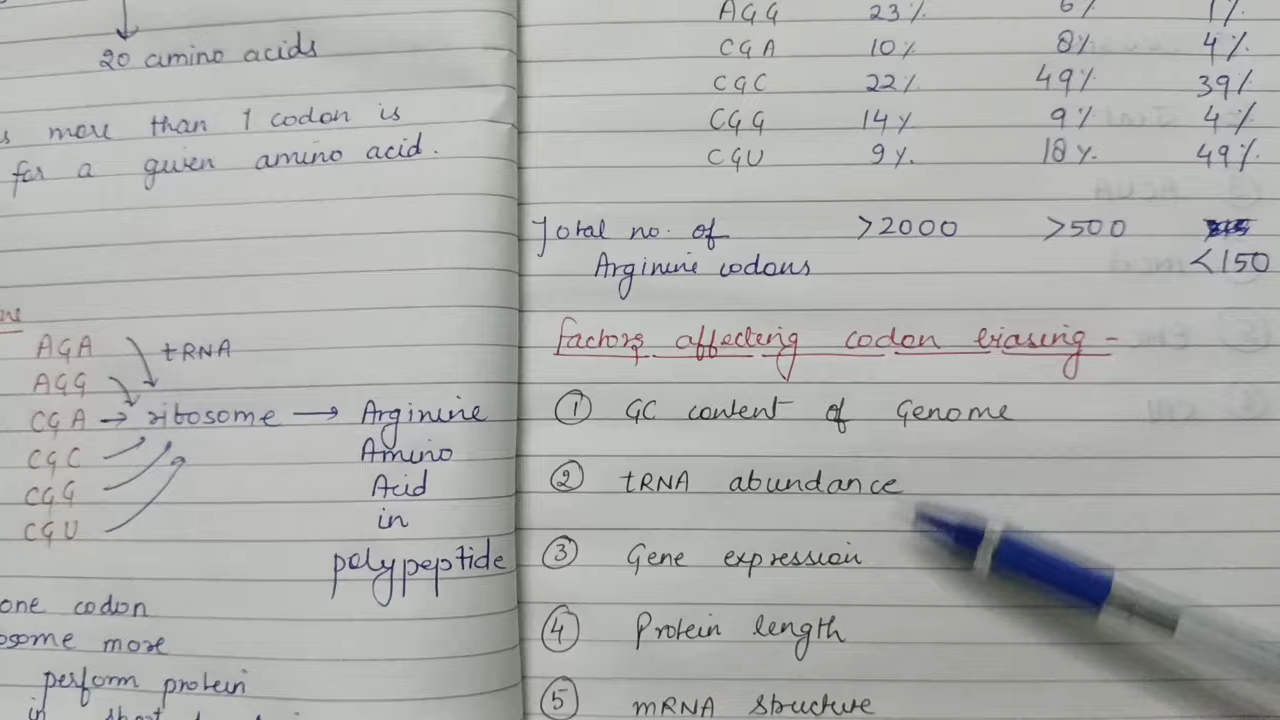 20 amino acids
s more than 1 codon is
for a given amino acid.
AGA tRNA
AGG
CGA → ribosome → Arginine
CGC Amino
CGG Acid
CGU in
polypeptide
one codon
osome more
perform protein
in short
AGG 23% 6% 1%
CGA 10% 8% 4%
CGC 22% 49% 39%
CGG 14% 9% 4%
CGU 9%. 18%. 49%
Total no. of >2000 >500
Arginine codons <150
Factors affecting codon biasing -
① GC content of Genome
② tRNA abundance
③ Gene expression
④ Protein length
⑤ mRNA structure